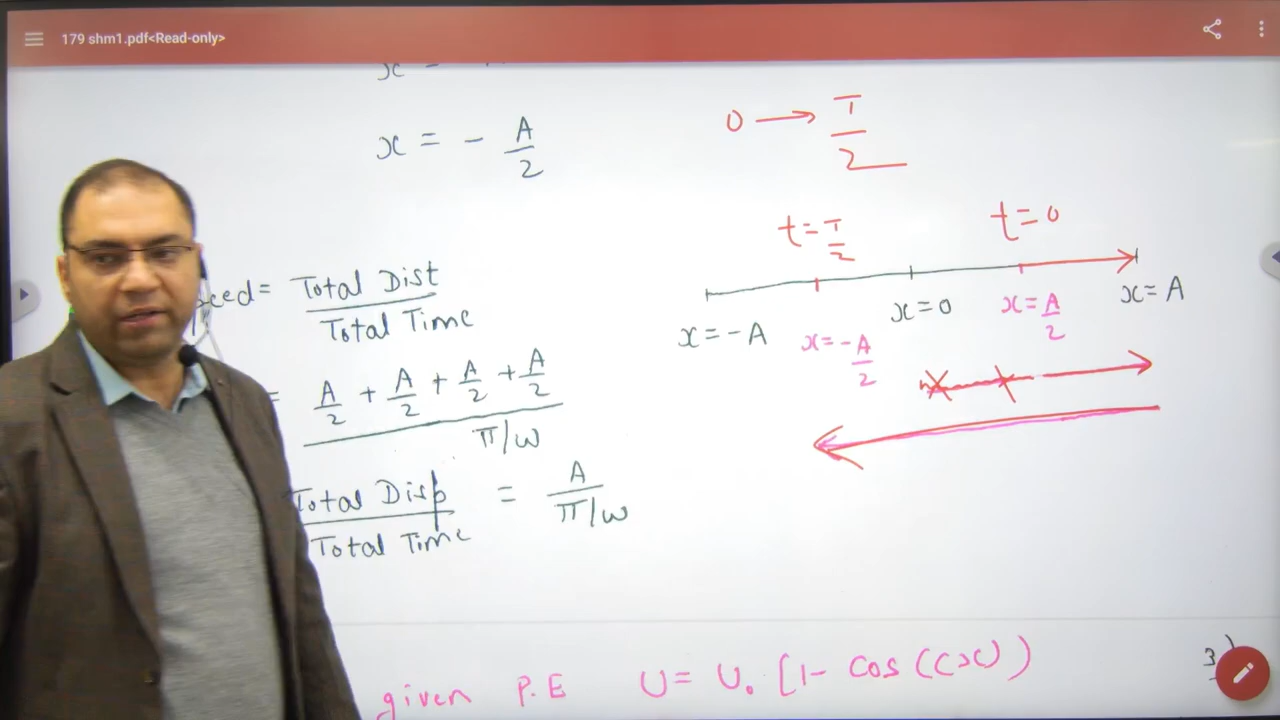 179 shm1.pdf<Read-only>
x = - A/2
0 → T/2
t = T/2
t = 0
x = -A
x = -A/2
x = 0
x = A/2
x = A
= Total Dist / Total Time
= A/2 + A/2 + A/2 + A/2 / π/ω
Total Disp / Total Time = A / π/ω
given P.E U = U₀ [1- Cos (cx)